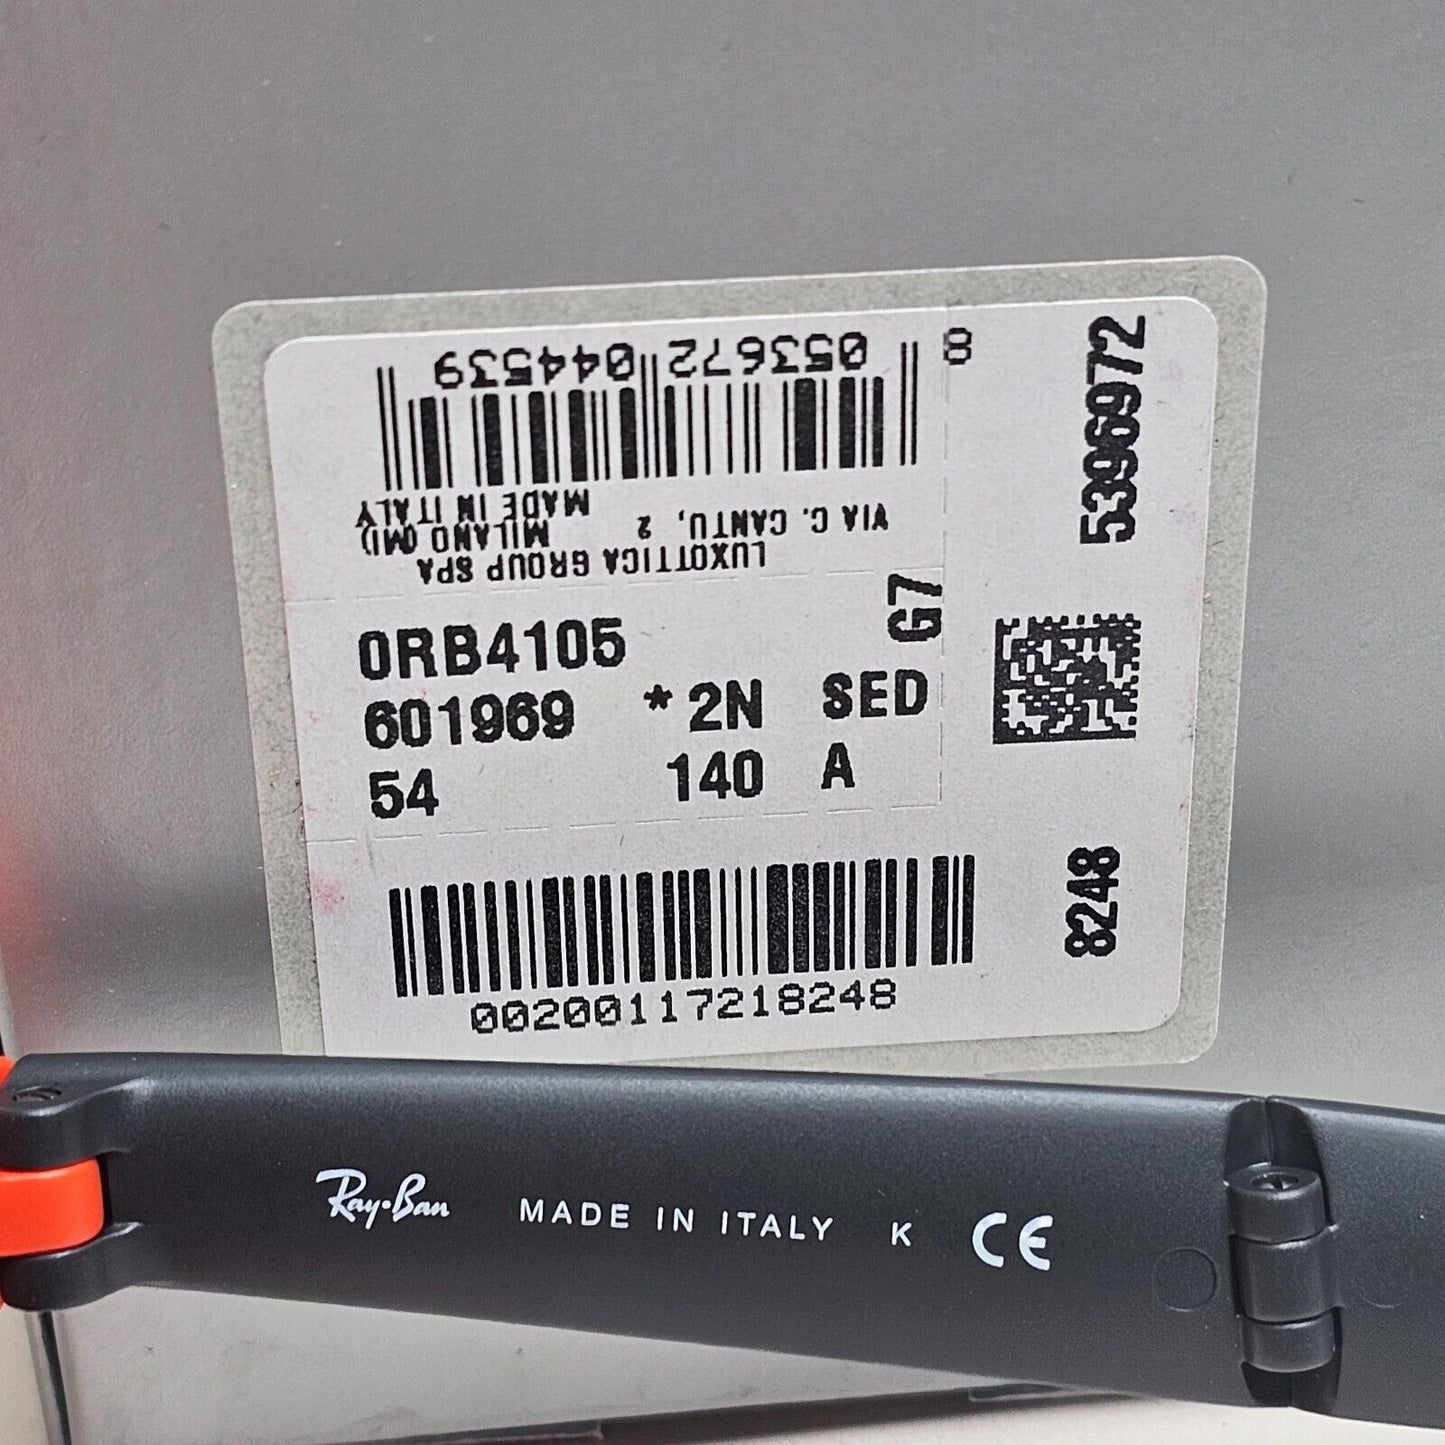 8 053672 044539
LUXOTTICA GROUP SPA
VIA C. CANTU, 2 MILANO (MI)
MADE IN ITALY
0RB4105 G7
601969 * 2N SED
54 140 A
00200117218248
5396972
8248
Ray-Ban MADE IN ITALY K CE